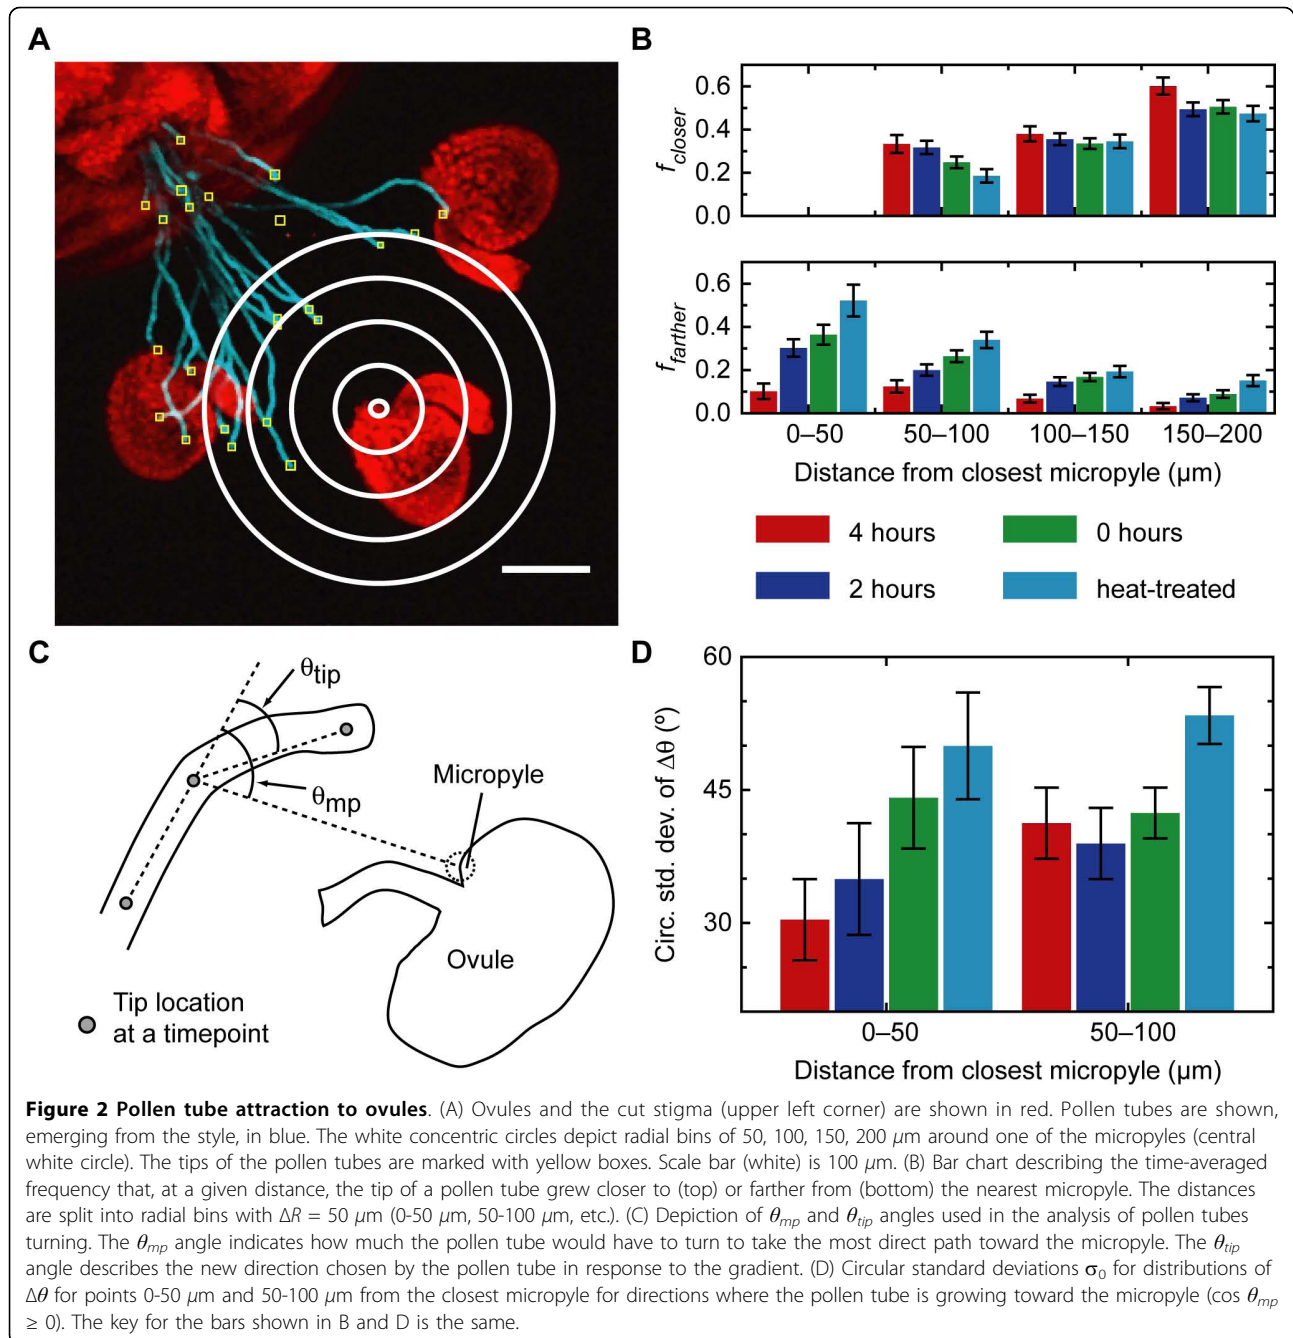 A
B
0.6
0.4
0.2
0.0
f_closer
0.6
0.4
0.2
0.0
f_farther
0–50
50–100
100–150
150–200
Distance from closest micropyle (µm)
4 hours
0 hours
2 hours
heat-treated
C
θtip
θmp
Micropyle
Ovule
Tip location
at a timepoint
D
60
45
30
Circ. std. dev. of Δθ (º)
0–50
50–100
Distance from closest micropyle (µm)
Figure 2 Pollen tube attraction to ovules. (A) Ovules and the cut stigma (upper left corner) are shown in red. Pollen tubes are shown,
emerging from the style, in blue. The white concentric circles depict radial bins of 50, 100, 150, 200 µm around one of the micropyles (central
white circle). The tips of the pollen tubes are marked with yellow boxes. Scale bar (white) is 100 µm. (B) Bar chart describing the time-averaged
frequency that, at a given distance, the tip of a pollen tube grew closer to (top) or farther from (bottom) the nearest micropyle. The distances
are split into radial bins with ΔR = 50 µm (0-50 µm, 50-100 µm, etc.). (C) Depiction of θmp and θtip angles used in the analysis of pollen tubes
turning. The θmp angle indicates how much the pollen tube would have to turn to take the most direct path toward the micropyle. The θtip
angle describes the new direction chosen by the pollen tube in response to the gradient. (D) Circular standard deviations σ0 for distributions of
Δθ for points 0-50 µm and 50-100 µm from the closest micropyle for directions where the pollen tube is growing toward the micropyle (cos θmp
≥ 0). The key for the bars shown in B and D is the same.